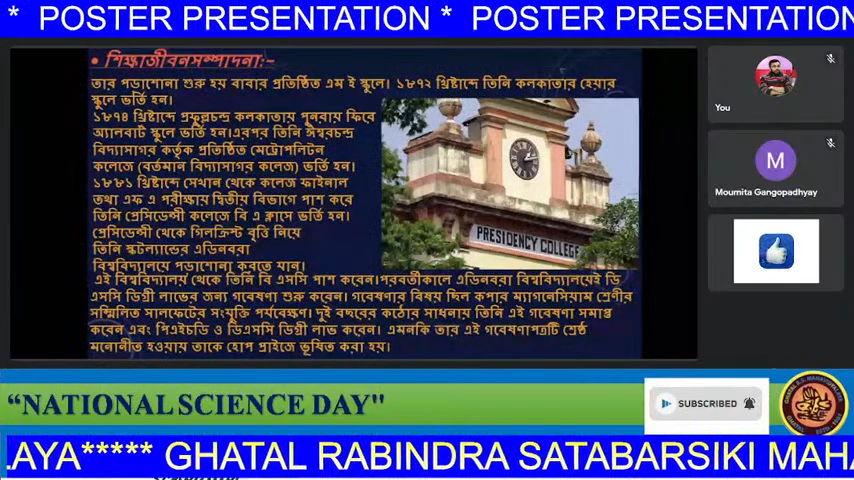 * POSTER PRESENTATION * POSTER PRESENTATION
• শিক্ষাজীবনসম্পাদনা:-
তার পড়াশোনা শুরু হয় বাবার প্রতিষ্ঠিত এম ই স্কুলে। ১৮৭২ খ্রিষ্টাব্দে তিনি কলকাতার হেয়ার
স্কুলে ভর্তি হন।
১৮৭৪ খ্রিষ্টাব্দে প্রফুল্লচন্দ্র কলকাতায় পুনরায় ফিরে
অ্যালবার্ট স্কুলে ভর্তি হন।এরপর তিনি ঈশ্বরচন্দ্র
বিদ্যাসাগর কর্তৃক প্রতিষ্ঠিত মেট্রোপলিটন
কলেজে (বর্তমান বিদ্যাসাগর কলেজ) ভর্তি হন।
১৮৮১ খ্রিষ্টাব্দে সেখান থেকে কলেজ ফাইনাল
তথা এফ এ পরীক্ষায় দ্বিতীয় বিভাগে পাশ করে
তিনি প্রেসিডেন্সী কলেজে বি এ ক্লাসে ভর্তি হন।
প্রেসিডেন্সী থেকে গিলক্রিস্ট বৃত্তি নিয়ে
তিনি স্কটল্যান্ডের এডিনবরা
বিশ্ববিদ্যালয়ে পড়াশোনা করতে যান।
এই বিশ্ববিদ্যালয় থেকে তিনি বি এসসি পাশ করেন।পরবর্তীকালে এডিনবরা বিশ্ববিদ্যালয়েই ডি
এসসি ডিগ্রী লাভের জন্য গবেষণা শুরু করেন। গবেষণার বিষয় ছিল কপার ম্যাগনেসিয়াম শ্রেণীর
সম্মিলিত সালফেটের সংযুক্তি পর্যবেক্ষণ। দুই বছরের কঠোর সাধনায় তিনি এই গবেষণা সমাপ্ত
করেন এবং পিএইচডি ও ডিএসসি ডিগ্রী লাভ করেন। এমনকি তার এই গবেষণাপত্রটি শ্রেষ্ঠ
মনোনীত হওয়ায় তাকে হোপ প্রাইজে ভূষিত করা হয়।
PRESIDENCY COLLEGE
You
M
Moumita Gangopadhyay
“NATIONAL SCIENCE DAY"
SUBSCRIBED
LAYA***** GHATAL RABINDRA SATABARSIKI MAHA